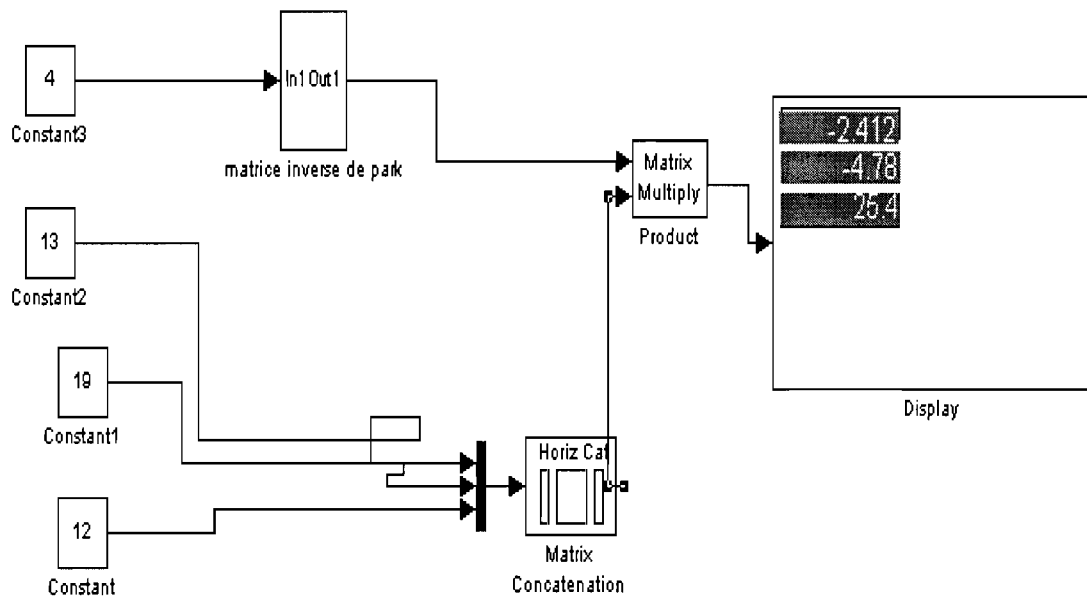 4
Constant3
In1 Out1
matrice inverse de park
13
Constant2
19
Constant1
12
Constant
Horiz Cat
Matrix
Concatenation
Matrix
Multiply
Product
-2.412
-4.78
25.4
Display